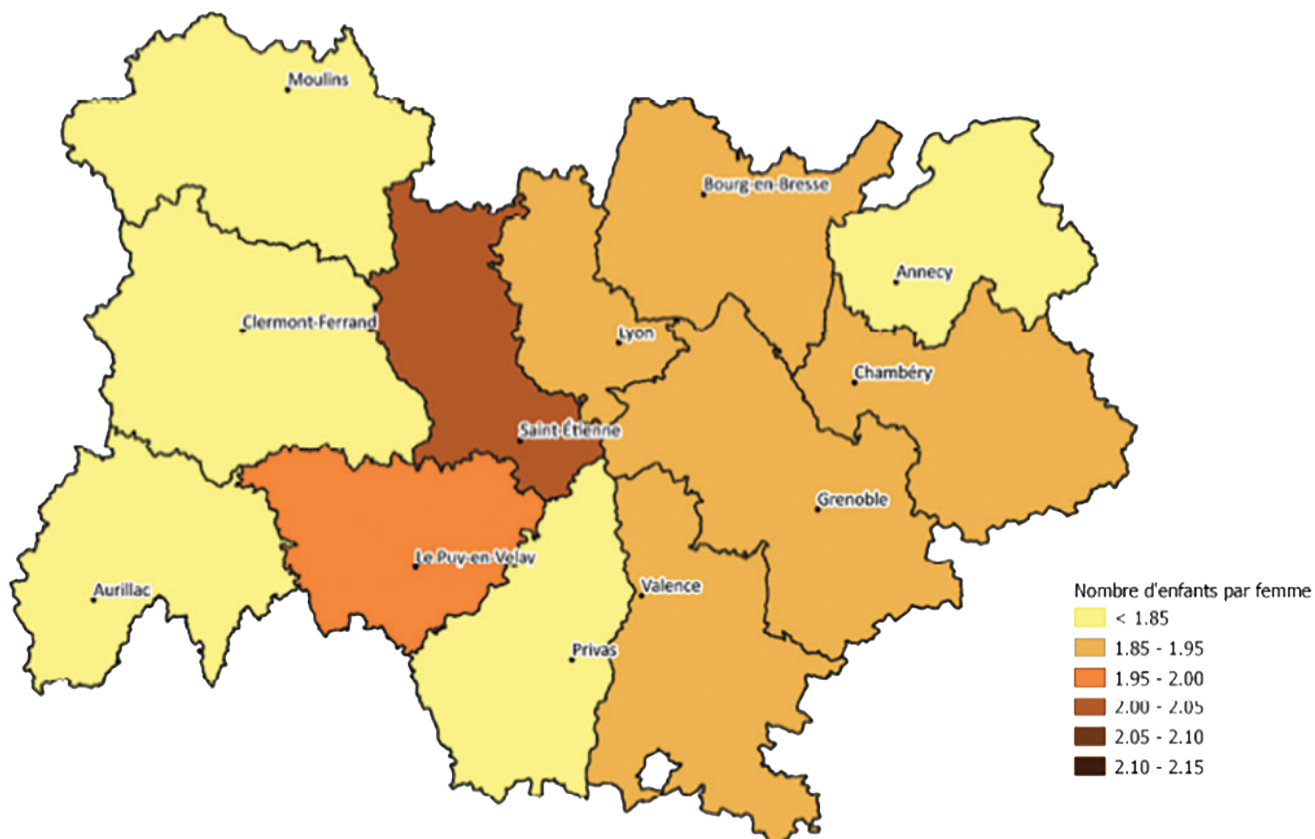 Moulins
Bourg-en-Bresse
Annecy
Clermont-Ferrand
Lyon
Chambéry
Saint-Étienne
Grenoble
Le Puy-en-Velay
Aurillac
Valence
Privas
Nombre d'enfants par femme
< 1.85
1.85 - 1.95
1.95 - 2.00
2.00 - 2.05
2.05 - 2.10
2.10 - 2.15